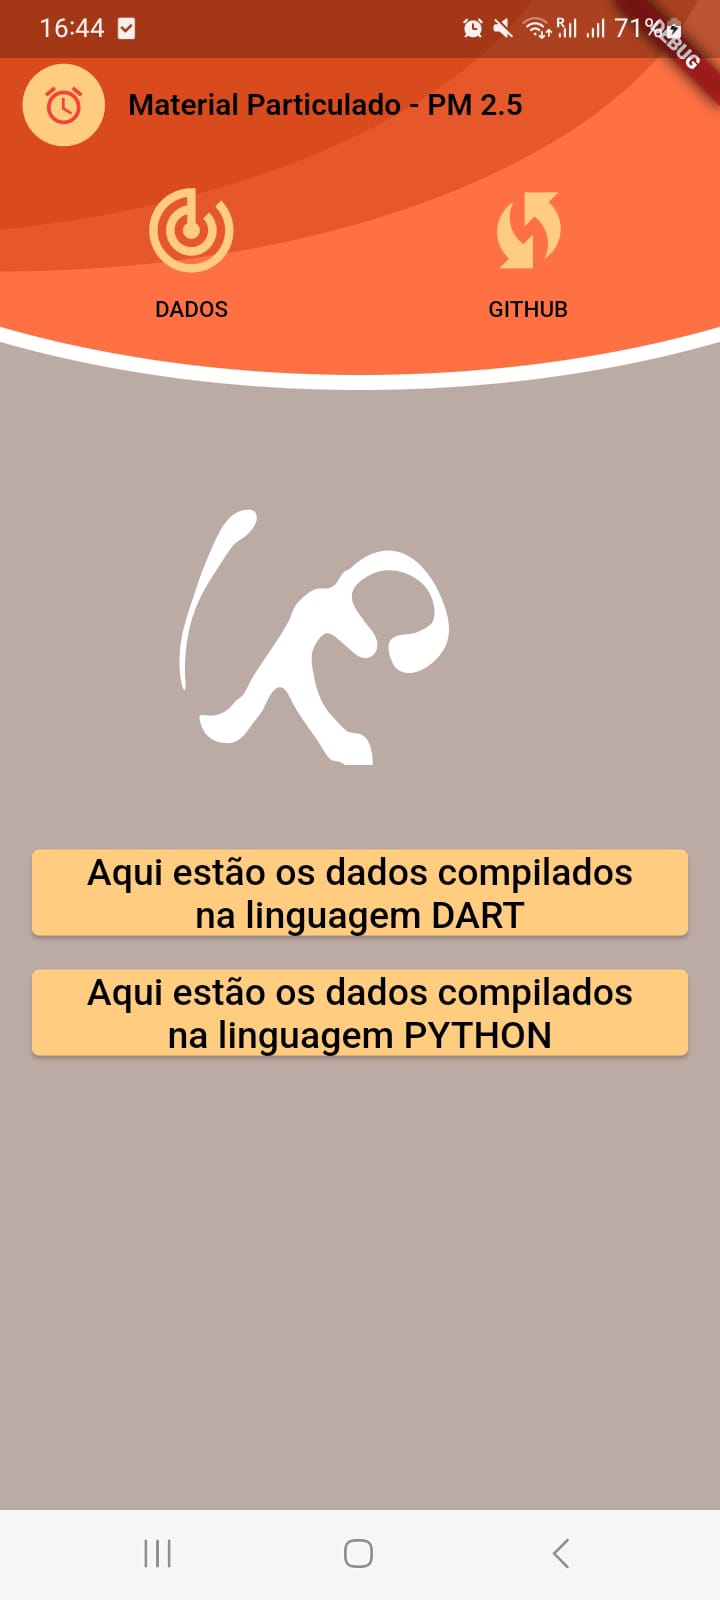 16:44
R
71%
DEBUG
Material Particulado - PM 2.5
DADOS
GITHUB
Aqui estão os dados compilados
na linguagem DART
Aqui estão os dados compilados
na linguagem PYTHON